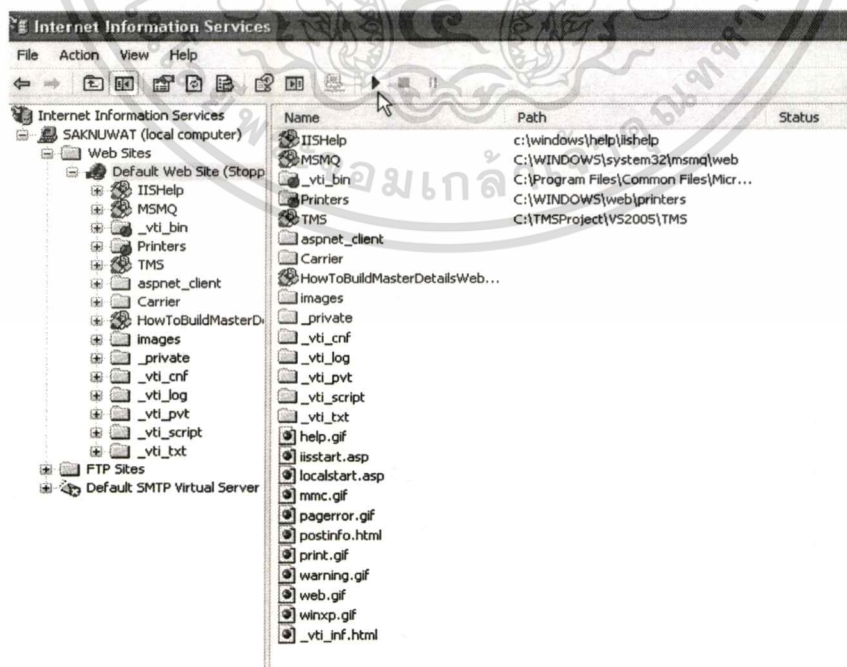 Internet Information Services
File Action View Help
Internet Information Services
SAKNUWAT (local computer)
Web Sites
Default Web Site (Stopp
IISHelp
MSMQ
_vti_bin
Printers
TMS
aspnet_client
Carrier
HowToBuildMasterD
images
_private
_vti_cnf
_vti_log
_vti_pvt
_vti_script
_vti_txt
FTP Sites
Default SMTP Virtual Server
Name Path Status
IISHelp c:\windows\help\iishelp
MSMQ C:\WINDOWS\system32\msmq\web
_vti_bin C:\Program Files\Common Files\Micr...
Printers C:\WINDOWS\web\printers
TMS C:\TMSProject\VS2005\TMS
aspnet_client
Carrier
HowToBuildMasterDetailsWeb...
images
_private
_vti_cnf
_vti_log
_vti_pvt
_vti_script
_vti_txt
help.gif
iisstart.asp
localstart.asp
mmc.gif
pagerror.gif
postinfo.html
print.gif
warning.gif
web.gif
winxp.gif
_vti_inf.html